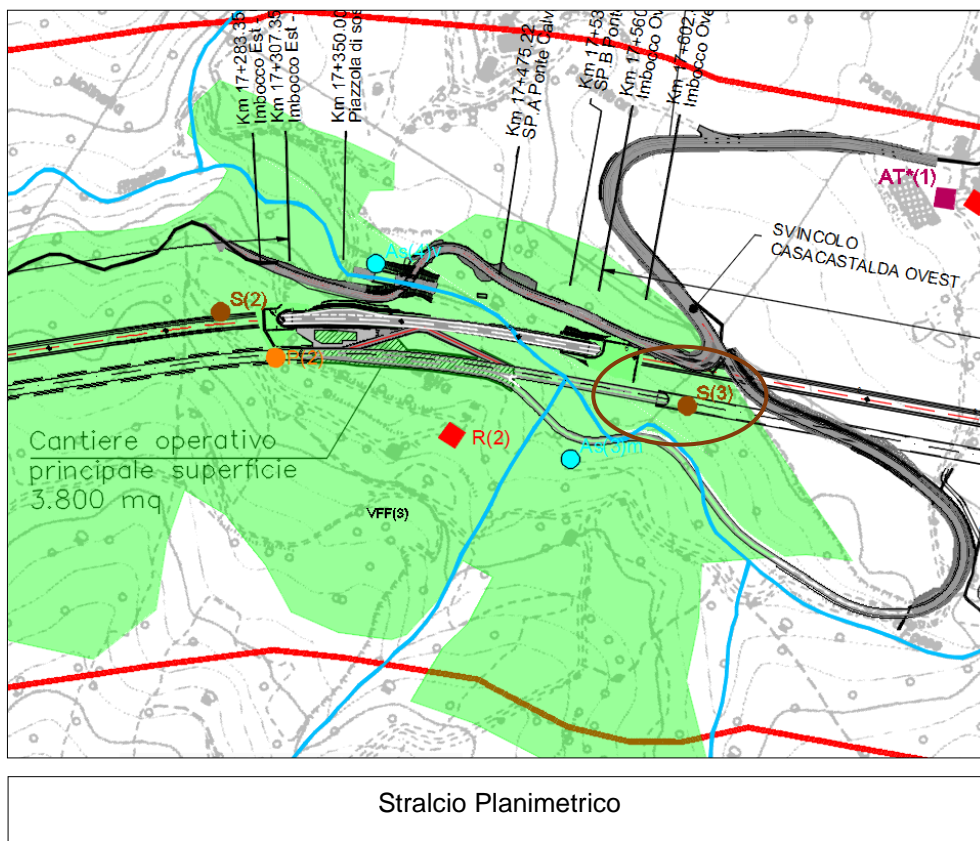 Km 17+283.35
Imbocco Est -
Km 17+307.35
Imbocco Est -
Km 17+350.00
Piazzola di sos
Km 17+475.22
SP.A Ponte Calv
Km 17+53
SP.B Ponte
Km 17+560
Imbocco Ov
Km 17+602.
Imbocco Ove
AT*(1)
SVINCOLO
CASACASTALDA OVEST
As(4)v
S(2)
P(2)
S(3)
R(2)
As(3)m
Cantiere operativo
principale superficie
3.800 mq
VFF(3)
Stralcio Planimetrico